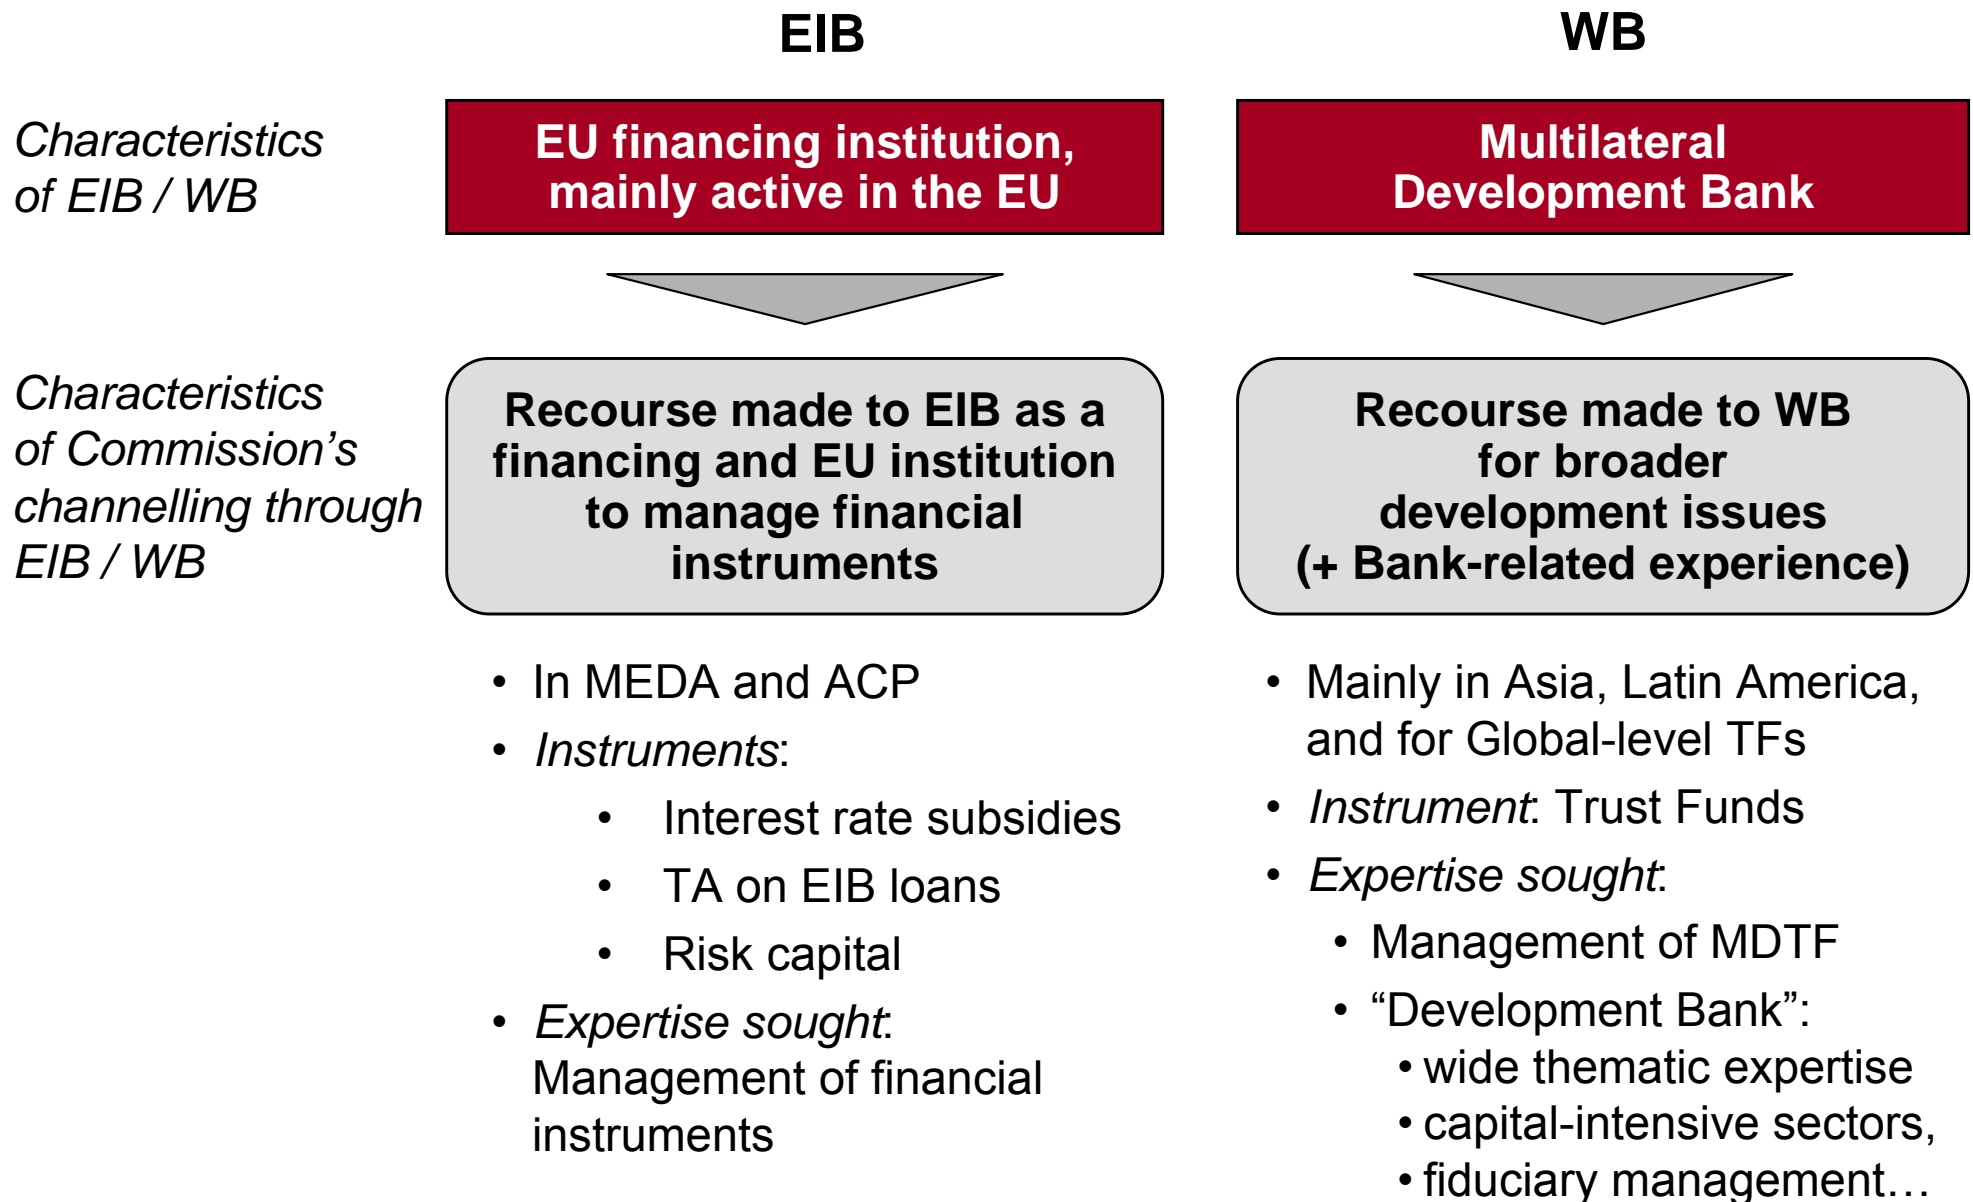 EIB
WB
Characteristics
of EIB / WB
EU financing institution,
mainly active in the EU
Multilateral
Development Bank
Characteristics
of Commission’s
channelling through
EIB / WB
Recourse made to EIB as a
financing and EU institution
to manage financial
instruments
Recourse made to WB
for broader
development issues
(+ Bank-related experience)
• In MEDA and ACP
• Instruments:
• Interest rate subsidies
• TA on EIB loans
• Risk capital
• Expertise sought:
Management of financial
instruments
• Mainly in Asia, Latin America,
and for Global-level TFs
• Instrument: Trust Funds
• Expertise sought:
• Management of MDTF
• “Development Bank”:
• wide thematic expertise
• capital-intensive sectors,
• fiduciary management…